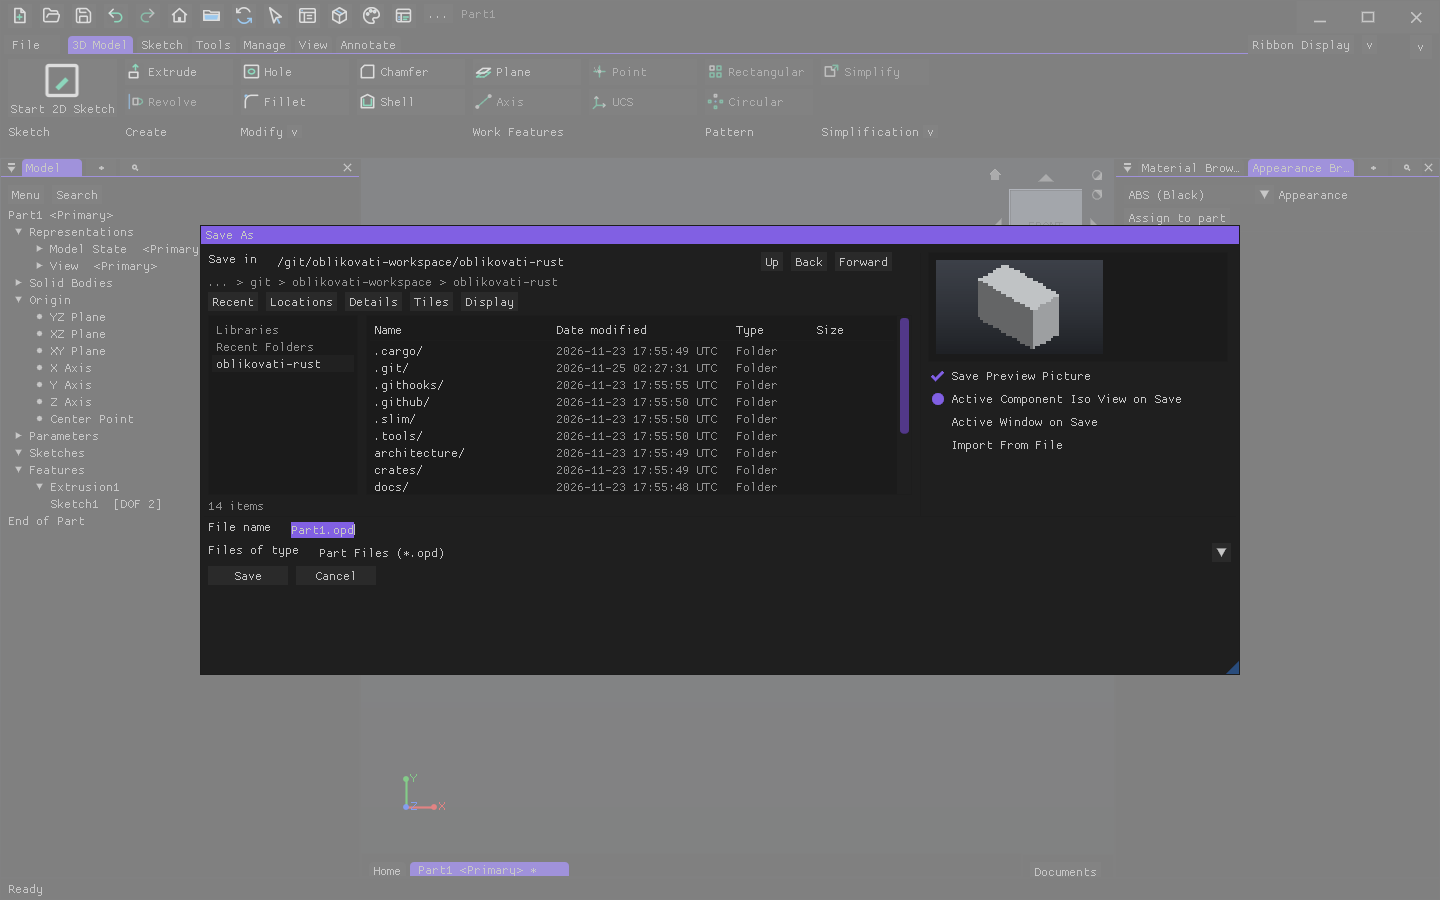 ... Part1
File 3D Model Sketch Tools Manage View Annotate Ribbon Display v v
Extrude Hole Chamfer Plane Point Rectangular Simplify
Start 2D Sketch Revolve Fillet Shell Axis UCS Circular
Sketch Create Modify v Work Features Pattern Simplification v
Model Material Brow… Appearance Br…
Menu Search ABS (Black) Appearance
Part1 <Primary> Assign to part
Representations
Model State <Primary
View <Primary>
Solid Bodies
Origin
YZ Plane
XZ Plane
XY Plane
X Axis
Y Axis
Z Axis
Center Point
Parameters
Sketches
Features
Extrusion1
Sketch1 [DOF 2]
End of Part
Save As
Save in /git/oblikovati-workspace/oblikovati-rust Up Back Forward
... > git > oblikovati-workspace > oblikovati-rust
Recent Locations Details Tiles Display
Libraries
Recent Folders
oblikovati-rust
Name Date modified Type Size
.cargo/ 2026-11-23 17:55:49 UTC Folder
.git/ 2026-11-25 02:27:31 UTC Folder
.githooks/ 2026-11-23 17:55:55 UTC Folder
.github/ 2026-11-23 17:55:50 UTC Folder
.slim/ 2026-11-23 17:55:50 UTC Folder
.tools/ 2026-11-23 17:55:50 UTC Folder
architecture/ 2026-11-23 17:55:49 UTC Folder
crates/ 2026-11-23 17:55:49 UTC Folder
docs/ 2026-11-23 17:55:48 UTC Folder
Save Preview Picture
Active Component Iso View on Save
Active Window on Save
Import From File
14 items
File name Part1.opd
Files of type Part Files (*.opd)
Save Cancel
Y
Z X
Home Part1 <Primary> * Documents
Ready